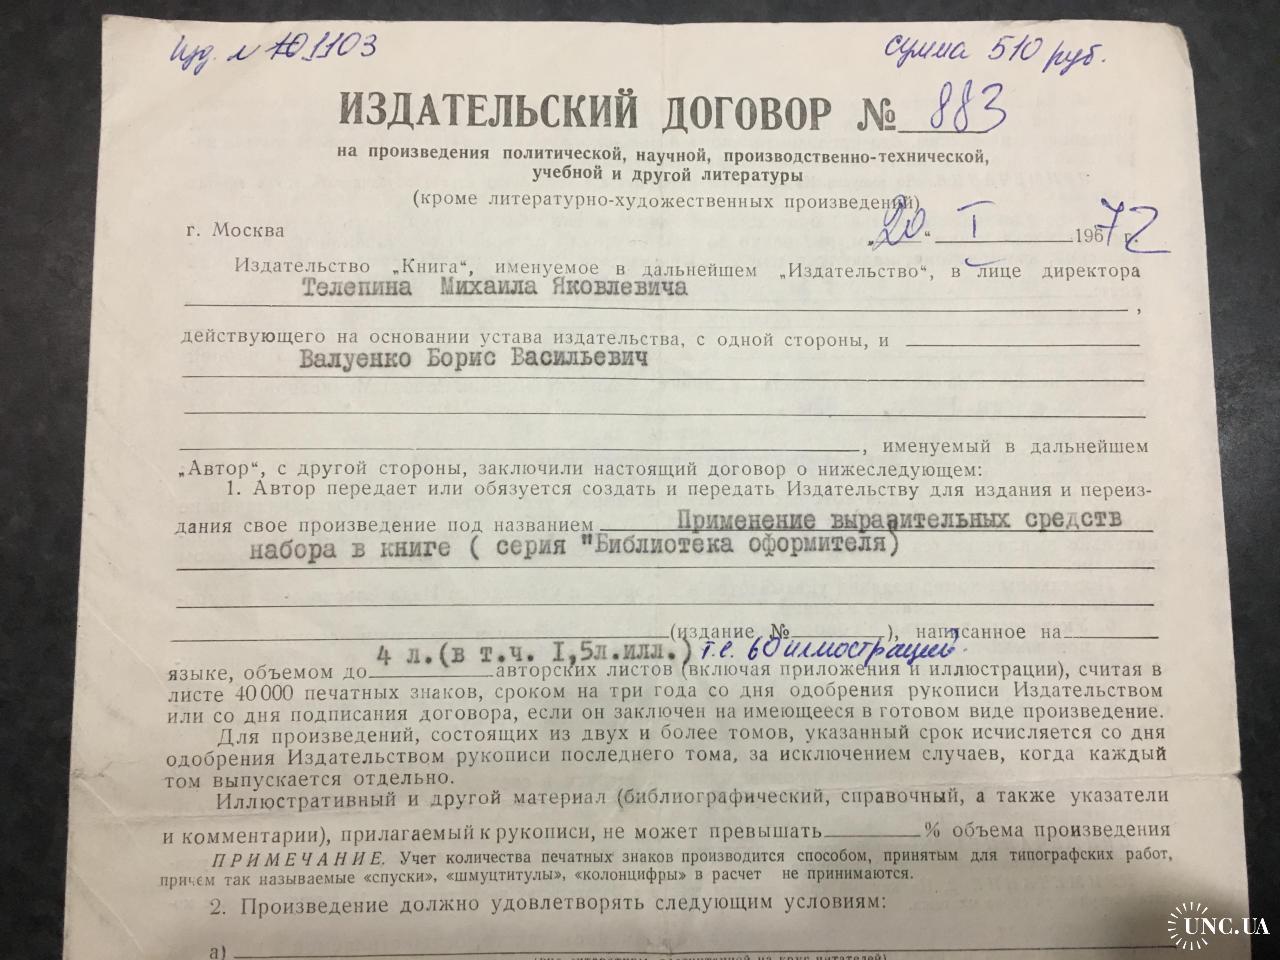 Изд. № 101103
сумма 510 руб.
ИЗДАТЕЛЬСКИЙ ДОГОВОР № 883
на произведения политической, научной, производственно-технической,
учебной и другой литературы
(кроме литературно-художественных произведений)
г. Москва „20“ I 1967 72 г.
Издательство „Книга“, именуемое в дальнейшем „Издательство“, в лице директора
Телепина Михаила Яковлевича,
действующего на основании устава издательства, с одной стороны, и
Валуенко Борис Васильевич
, именуемый в дальнейшем
„Автор“, с другой стороны, заключили настоящий договор о нижеследующем:
1. Автор передает или обязуется создать и передать Издательству для издания и переиз-
дания свое произведение под названием Применение выразительных средств
набора в книге ( серия "Библиотека оформителя)
(издание № ), написанное на
4 л.(в т.ч. I,5л.илл.) т.е. 60 иллюстраций.
языке, объемом до авторских листов (включая приложения и иллюстрации), считая в
листе 40 000 печатных знаков, сроком на три года со дня одобрения рукописи Издательством
или со дня подписания договора, если он заключен на имеющееся в готовом виде произведение.
Для произведений, состоящих из двух и более томов, указанный срок исчисляется со дня
одобрения Издательством рукописи последнего тома, за исключением случаев, когда каждый
том выпускается отдельно.
Иллюстративный и другой материал (библиографический, справочный, а также указатели
и комментарии), прилагаемый к рукописи, не может превышать % объема произведения
ПРИМЕЧАНИЕ. Учет количества печатных знаков производится способом, принятым для типографских работ,
причем так называемые «спуски», «шмуцтитулы», «колонцифры» в расчет не принимаются.
2. Произведение должно удовлетворять следующим условиям:
а)
UNC.UA